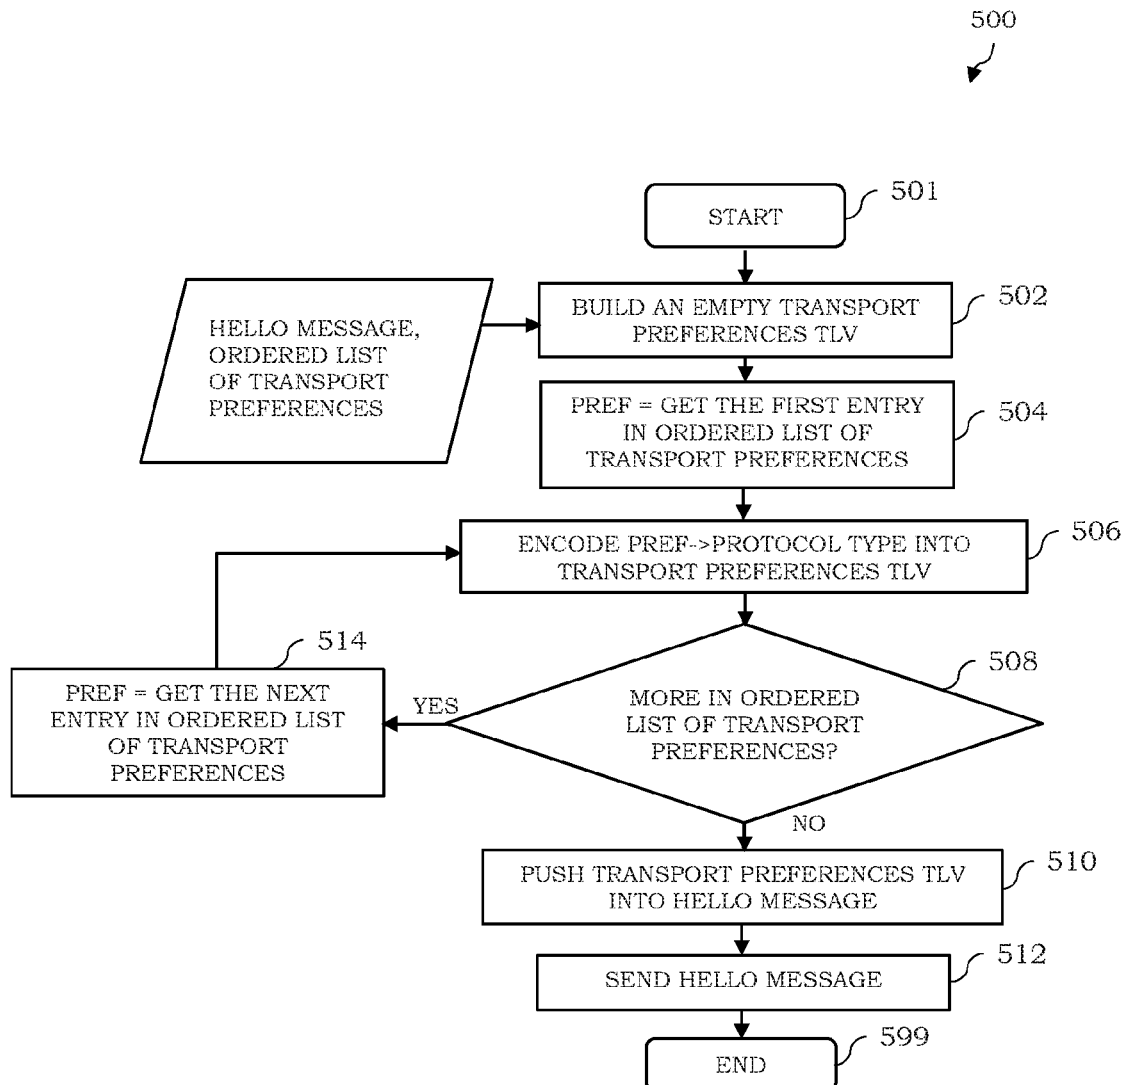 500
START
501
HELLO MESSAGE,
ORDERED LIST
OF TRANSPORT
PREFERENCES
BUILD AN EMPTY TRANSPORT
PREFERENCES TLV
502
PREF = GET THE FIRST ENTRY
IN ORDERED LIST OF
TRANSPORT PREFERENCES
504
ENCODE PREF->PROTOCOL TYPE INTO
TRANSPORT PREFERENCES TLV
506
514
PREF = GET THE NEXT
ENTRY IN ORDERED LIST
OF TRANSPORT
PREFERENCES
YES
MORE IN ORDERED
LIST OF TRANSPORT
PREFERENCES?
508
NO
PUSH TRANSPORT PREFERENCES TLV
INTO HELLO MESSAGE
510
SEND HELLO MESSAGE
512
END
599